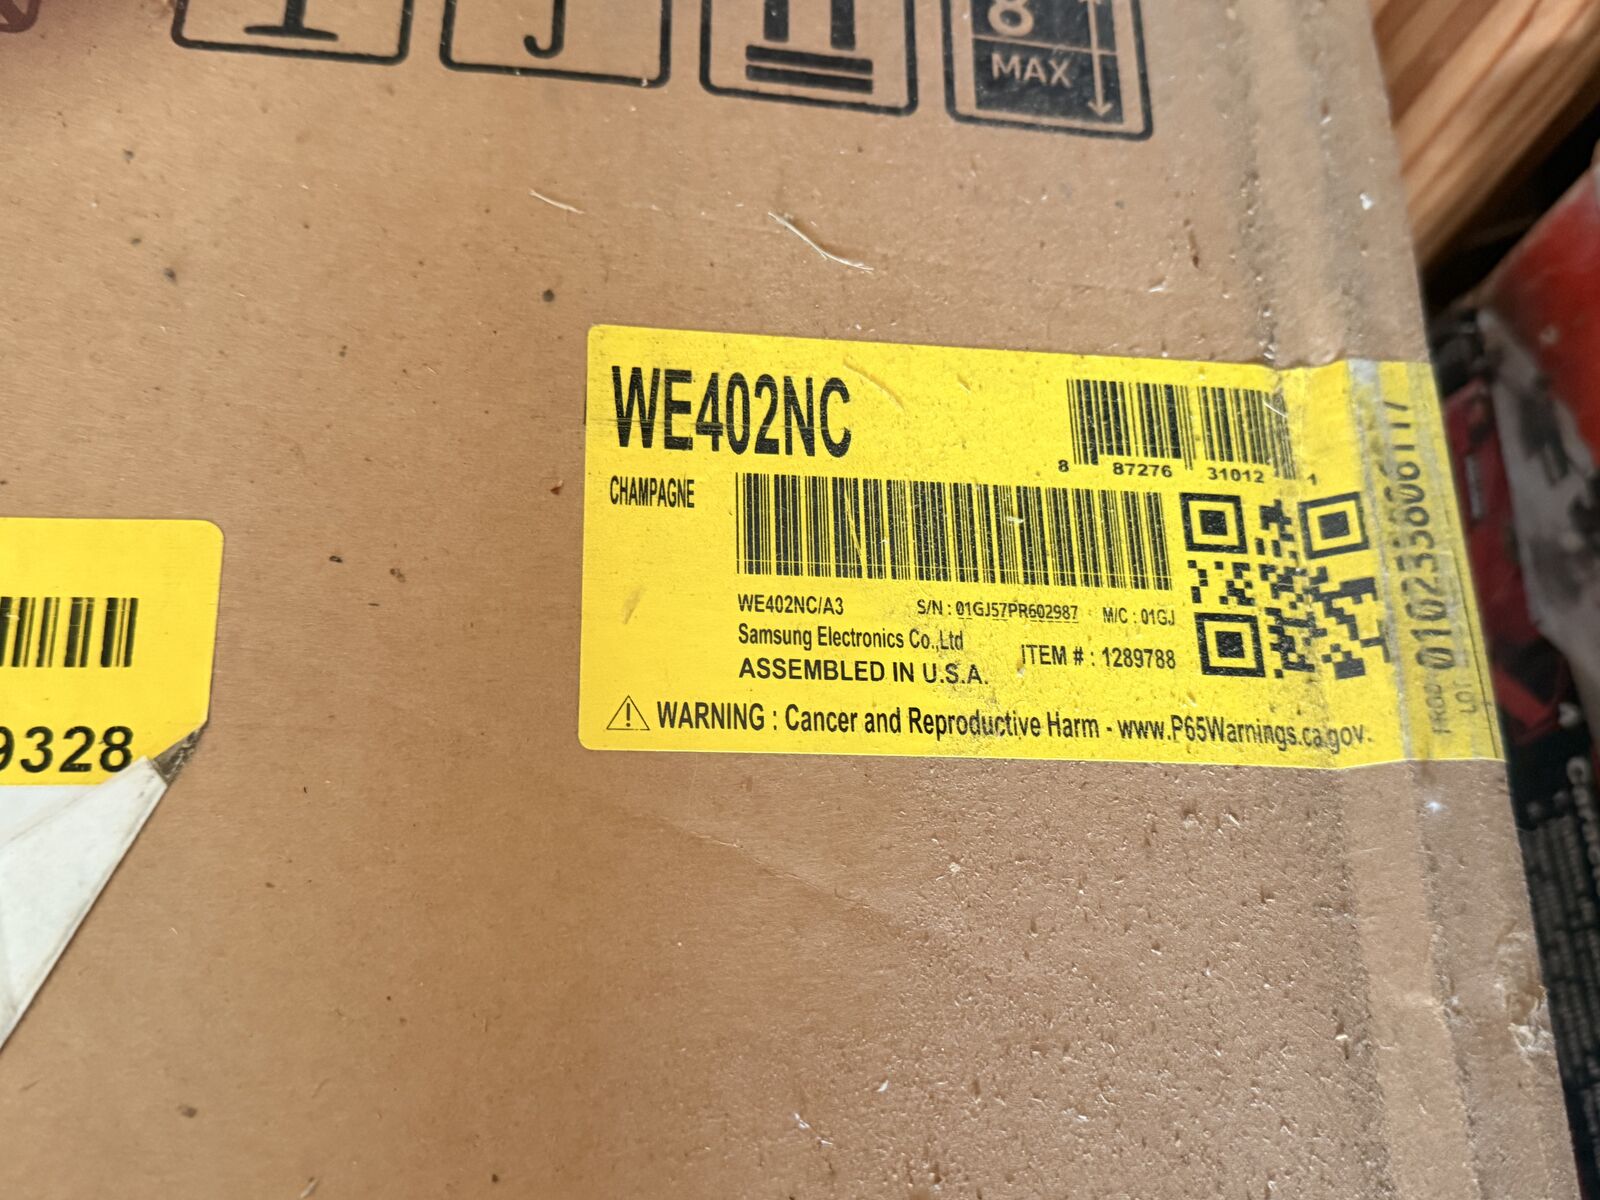 8
MAX
WE402NC
CHAMPAGNE
8 87276 31012 1
WE402NC/A3 S/N : 01GJ57PR602987 M/C : 01GJ
Samsung Electronics Co.,Ltd
ITEM # : 1289788
ASSEMBLED IN U.S.A.
WARNING : Cancer and Reproductive Harm - www.P65Warnings.ca.gov.
PROD
LOT
9328